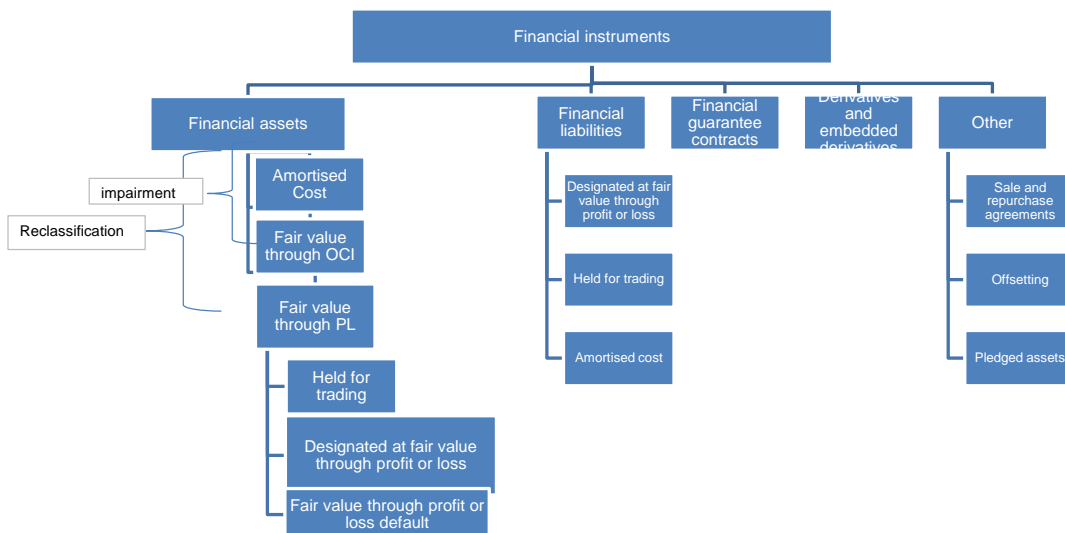 Financial instruments
Financial assets
Financial
liabilities
Financial
guarantee
contracts
Derivatives
and
embedded
derivatives
Other
impairment
Reclassification
Amortised
Cost
Fair value
through OCI
Fair value
through PL
Held for
trading
Designated at fair value
through profit or loss
Fair value through profit or
loss default
Designated at fair
value through
profit or loss
Held for trading
Amortised cost
Sale and
repurchase
agreements
Offsetting
Pledged assets